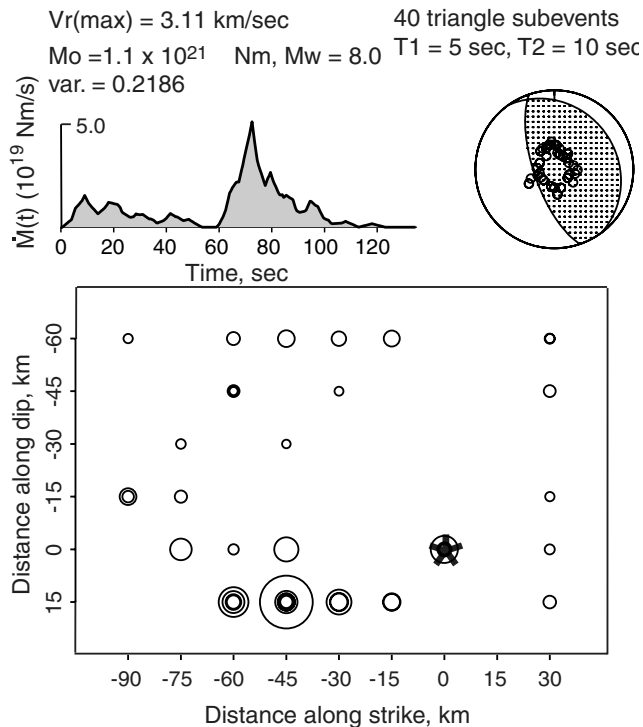 Vr(max) = 3.11 km/sec
40 triangle subevents
Mo =1.1 x 10²¹ Nm, Mw = 8.0
T1 = 5 sec, T2 = 10 sec
var. = 0.2186
5.0
Ṁ(t) (10¹⁹ Nm/s)
0 20 40 60 80 100 120
Time, sec
Distance along dip, km
-60
-45
-30
-15
0
15
-90 -75 -60 -45 -30 -15 0 15 30
Distance along strike, km